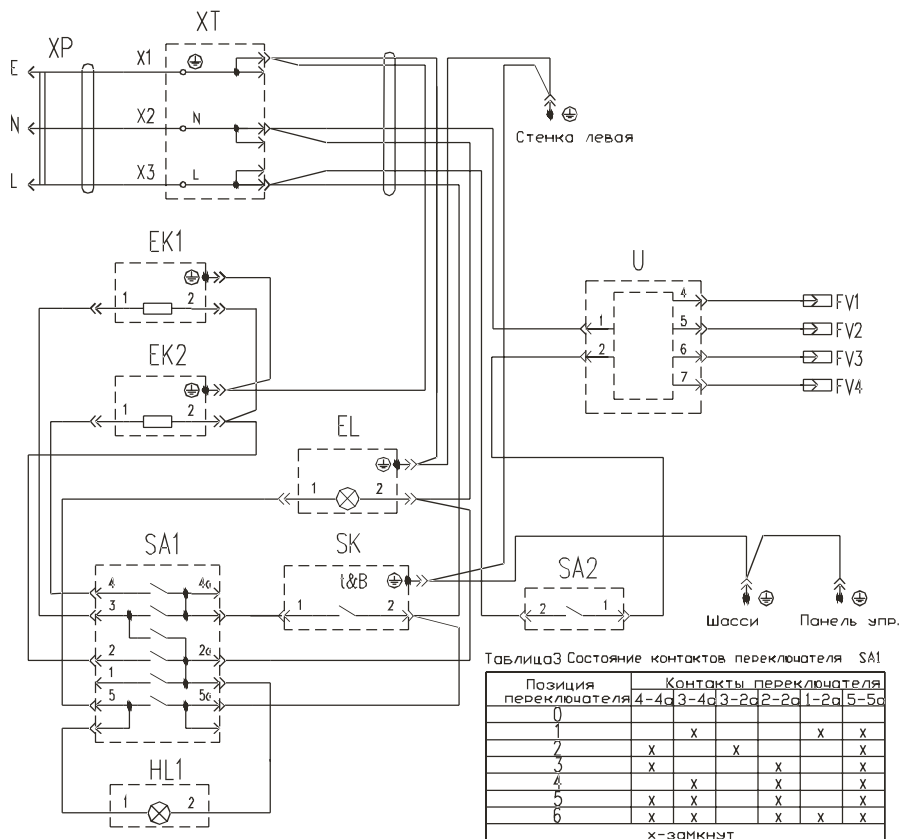 XT
XP
E X1
N X2 N
L X3 L
Стенка левая
EK1
1 2
U
4 FV1
1 5 FV2
2 6 FV3
7 FV4
EK2
1 2
EL
1 2
SA1
4 4a
3
2 2a
1
5 5a
SK
t&B
1 2
SA2
2 1
Шасси
Панель упр.
HL1
1 2
Таблица3 Состояние контактов переключателя SA1
Позиция переключателя Контакты переключателя
4-4a 3-4a 3-2a 2-2a 1-2a 5-5a
0
1 x x x
2 x x x
3 x x x
4 x x x
5 x x x x
6 x x x x x
x-замкнут